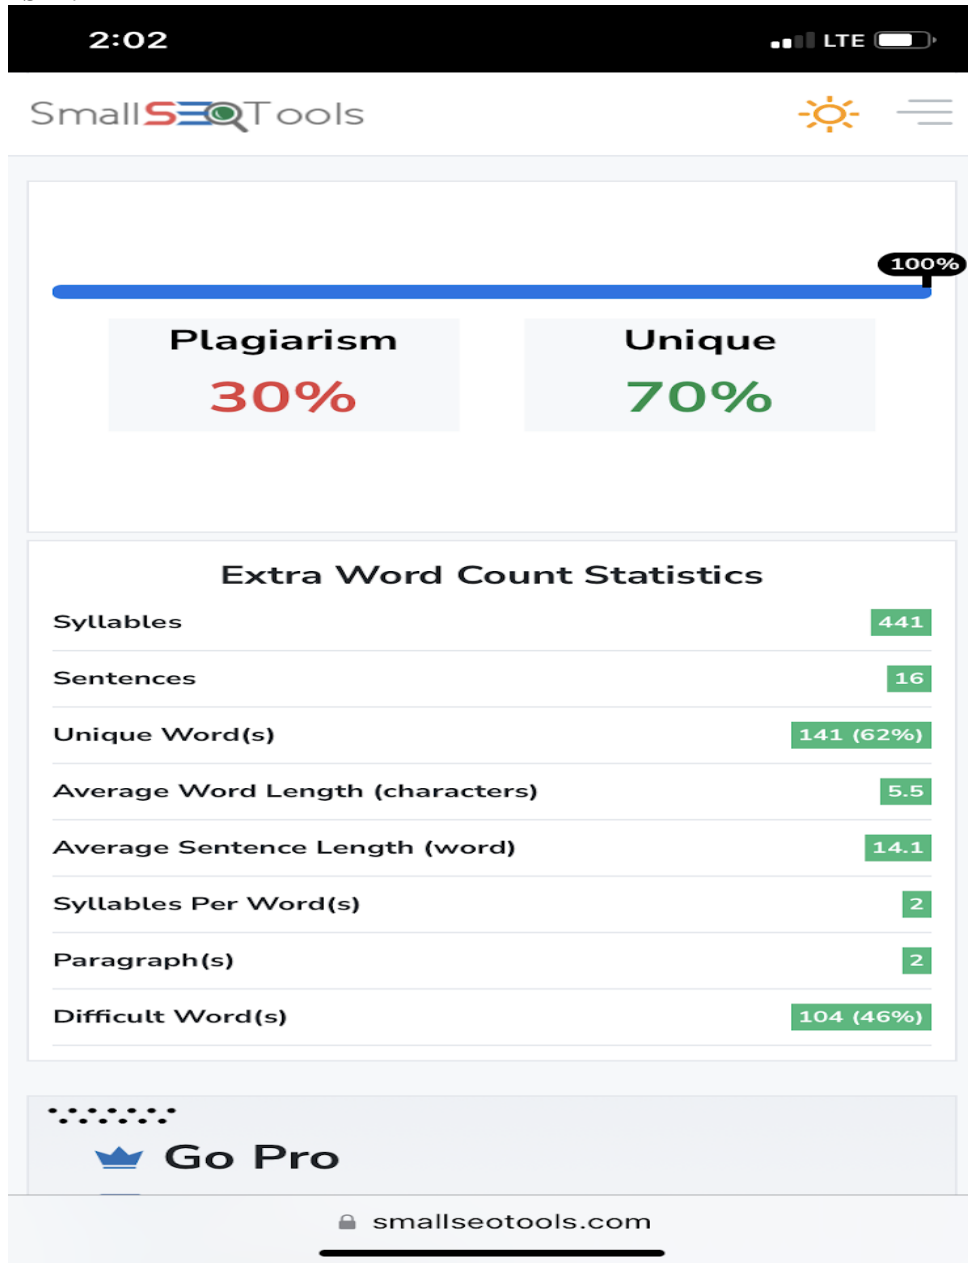 2:02 LTE
SmallSEOTools
100%
Plagiarism Unique
30% 70%
Extra Word Count Statistics
Syllables 441
Sentences 16
Unique Word(s) 141 (62%)
Average Word Length (characters) 5.5
Average Sentence Length (word) 14.1
Syllables Per Word(s) 2
Paragraph(s) 2
Difficult Word(s) 104 (46%)
Go Pro
smallseotools.com